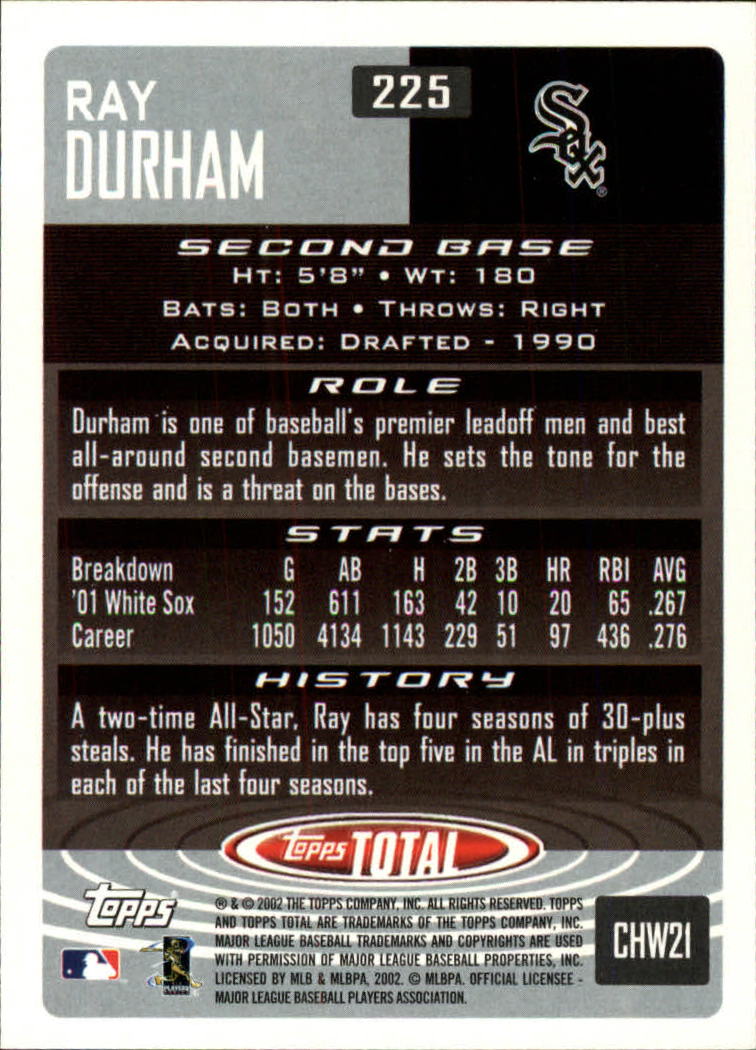 RAY
DURHAM
225
Sox
®
SECOND BASE
HT: 5'8" • WT: 180
BATS: BOTH • THROWS: RIGHT
ACQUIRED: DRAFTED - 1990
ROLE
Durham is one of baseball's premier leadoff men and best
all-around second basemen. He sets the tone for the
offense and is a threat on the bases.
STATS
Breakdown G AB H 2B 3B HR RBI AVG
'01 White Sox 152 611 163 42 10 20 65 .267
Career 1050 4134 1143 229 51 97 436 .276
HISTORY
A two-time All-Star, Ray has four seasons of 30-plus
steals. He has finished in the top five in the AL in triples in
each of the last four seasons.
topps TOTAL
topps®
® & © 2002 THE TOPPS COMPANY, INC. ALL RIGHTS RESERVED. TOPPS
AND TOPPS TOTAL ARE TRADEMARKS OF THE TOPPS COMPANY, INC.
MAJOR LEAGUE BASEBALL TRADEMARKS AND COPYRIGHTS ARE USED
WITH PERMISSION OF MAJOR LEAGUE BASEBALL PROPERTIES, INC.
LICENSED BY MLB & MLBPA, 2002. © MLBPA. OFFICIAL LICENSEE -
MAJOR LEAGUE BASEBALL PLAYERS ASSOCIATION.
CHW21